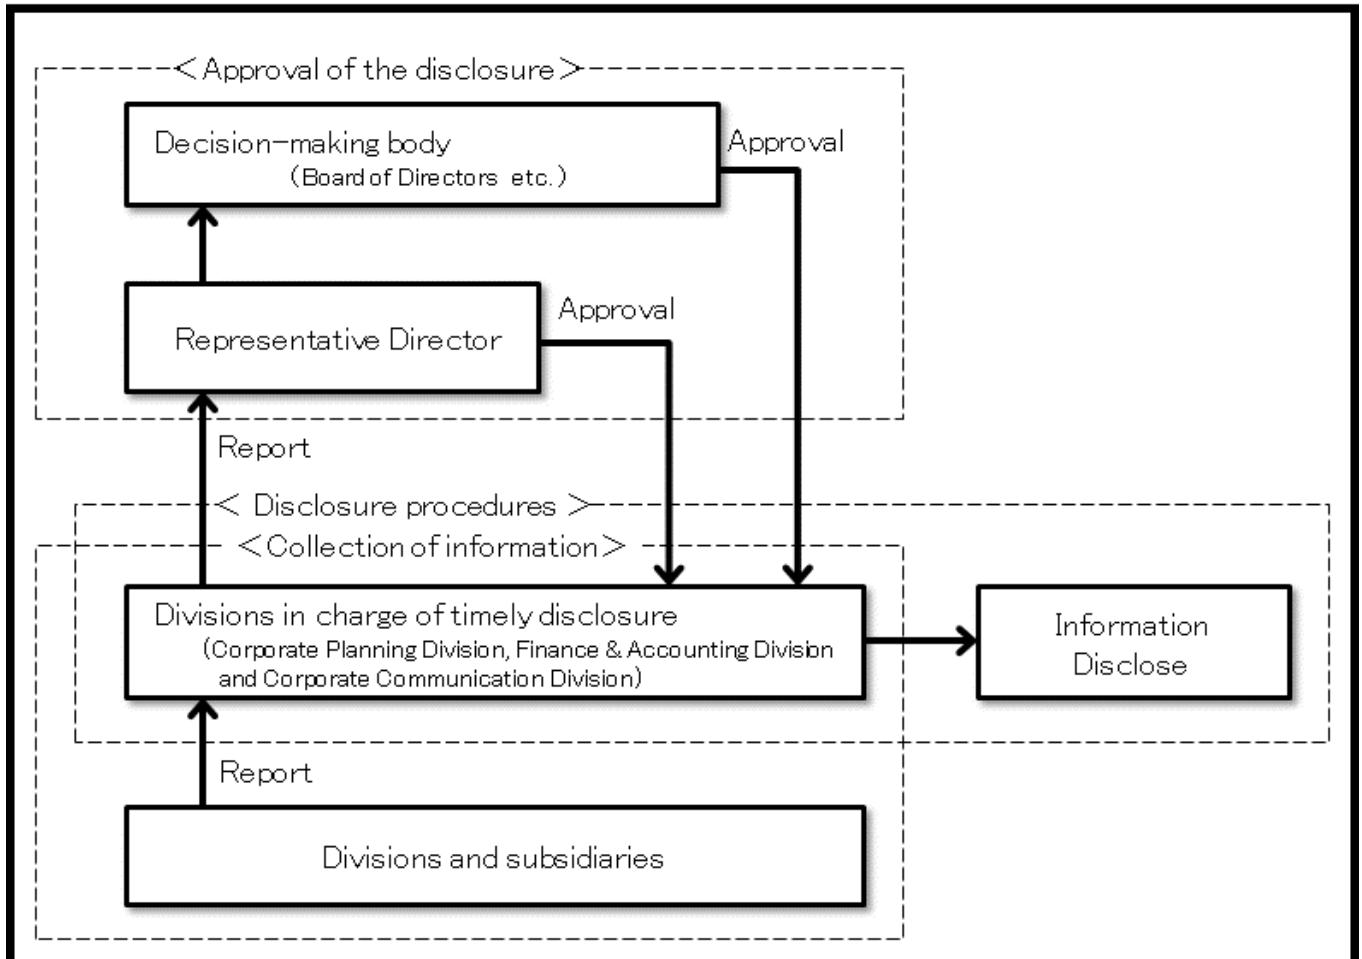 ＜Approval of the disclosure＞
Decision-making body
(Board of Directors etc.)
Approval
Representative Director
Approval
Report
＜ Disclosure procedures ＞
＜Collection of information＞
Divisions in charge of timely disclosure
(Corporate Planning Division, Finance & Accounting Division
and Corporate Communication Division)
Information
Disclose
Report
Divisions and subsidiaries